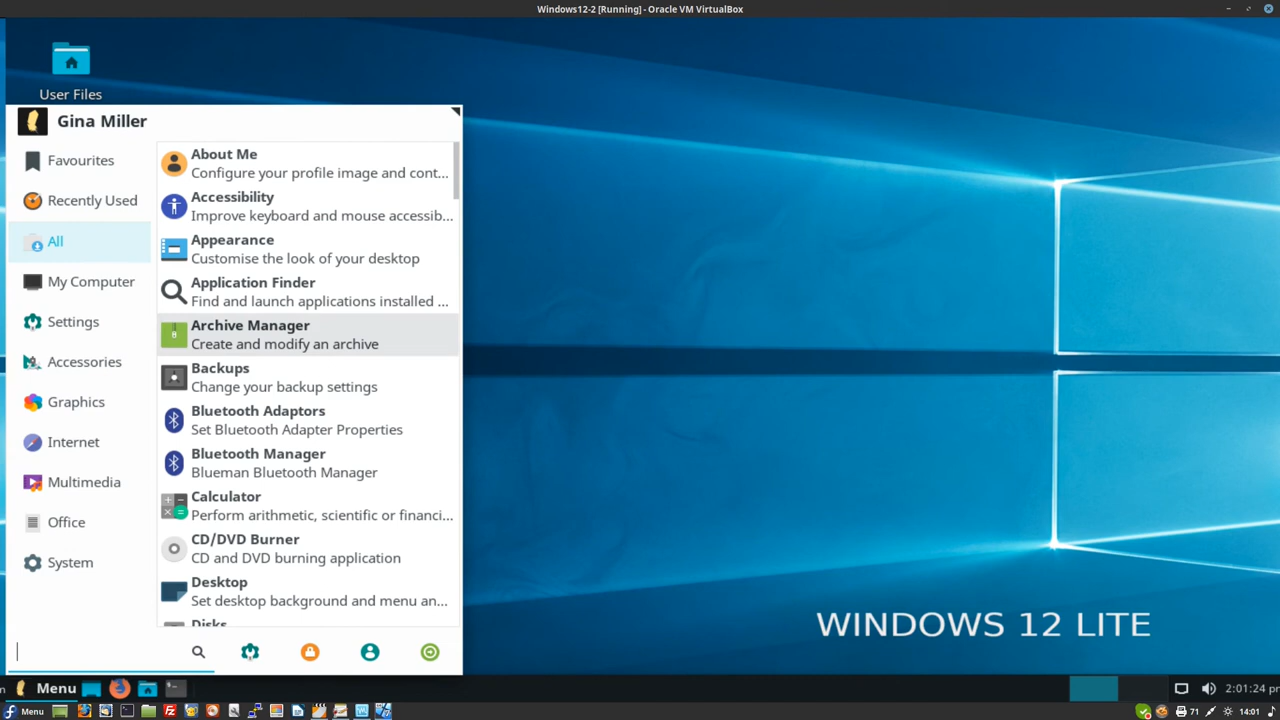 Windows12-2 [Running] - Oracle VM VirtualBox
User Files
Gina Miller
Favourites
Recently Used
All
My Computer
Settings
Accessories
Graphics
Internet
Multimedia
Office
System
About Me
Configure your profile image and cont...
Accessibility
Improve keyboard and mouse accessib...
Appearance
Customise the look of your desktop
Application Finder
Find and launch applications installed ...
Archive Manager
Create and modify an archive
Backups
Change your backup settings
Bluetooth Adaptors
Set Bluetooth Adapter Properties
Bluetooth Manager
Blueman Bluetooth Manager
Calculator
Perform arithmetic, scientific or financi...
CD/DVD Burner
CD and DVD burning application
Desktop
Set desktop background and menu an...
Disks
WINDOWS 12 LITE
Menu
2:01:24 pm
Menu
71
14:01